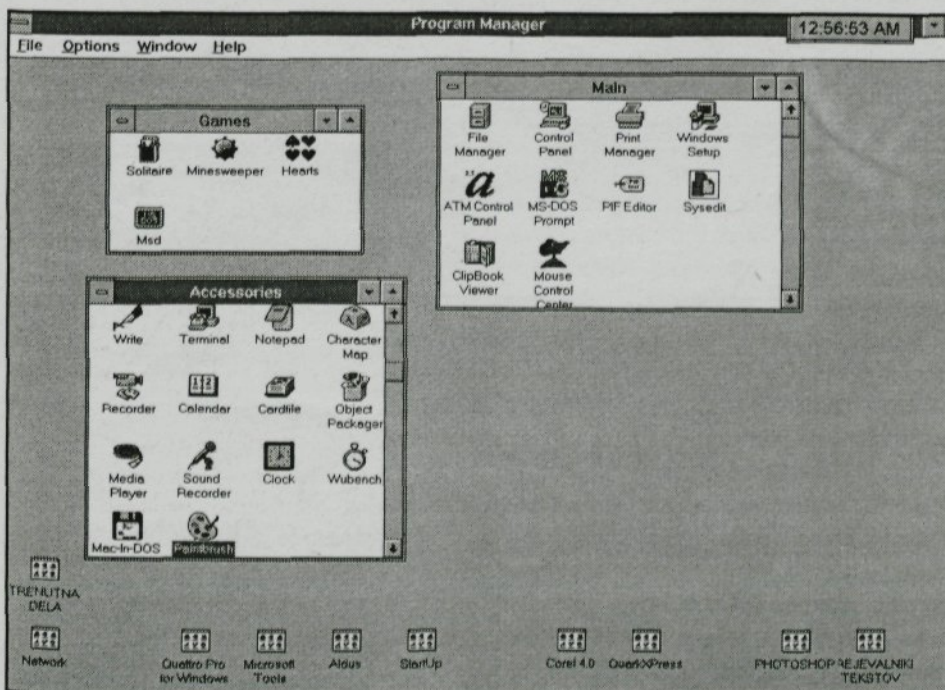 Program Manager
12:56:53 AM
File Options Window Help
Games
Solitaire Minesweeper Hearts
Msd
Main
File Manager
Control Panel
Print Manager
Windows Setup
ATM Control Panel
MS-DOS Prompt
PIF Editor
Sysedit
ClipBook Viewer
Mouse Control Center
Accessories
Write Terminal Notepad
Character Map
Recorder Calendar Cardfile
Object Packager
Media Player
Sound Recorder
Clock Wubench
Mac-In-DOS Paintbrush
TRENUTNA DELA
Network
Quattro Pro for Windows
Microsoft Tools
Aldus StartUp Corel 4.0 QuarkXPress PHOTOSHOP
REJEVALNIKI TEKSTOV